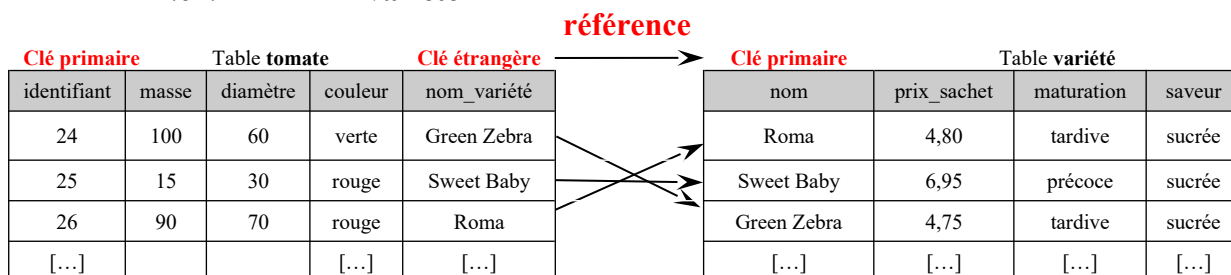 référence
Clé primaire Table tomate Clé étrangère Clé primaire Table variété
identifiant masse diamètre couleur nom_variété nom prix_sachet maturation saveur
24 100 60 verte Green Zebra Roma 4,80 tardive sucrée
25 15 30 rouge Sweet Baby Sweet Baby 6,95 précoce sucrée
26 90 70 rouge Roma Green Zebra 4,75 tardive sucrée
[…] […] […] […] […] […] […]